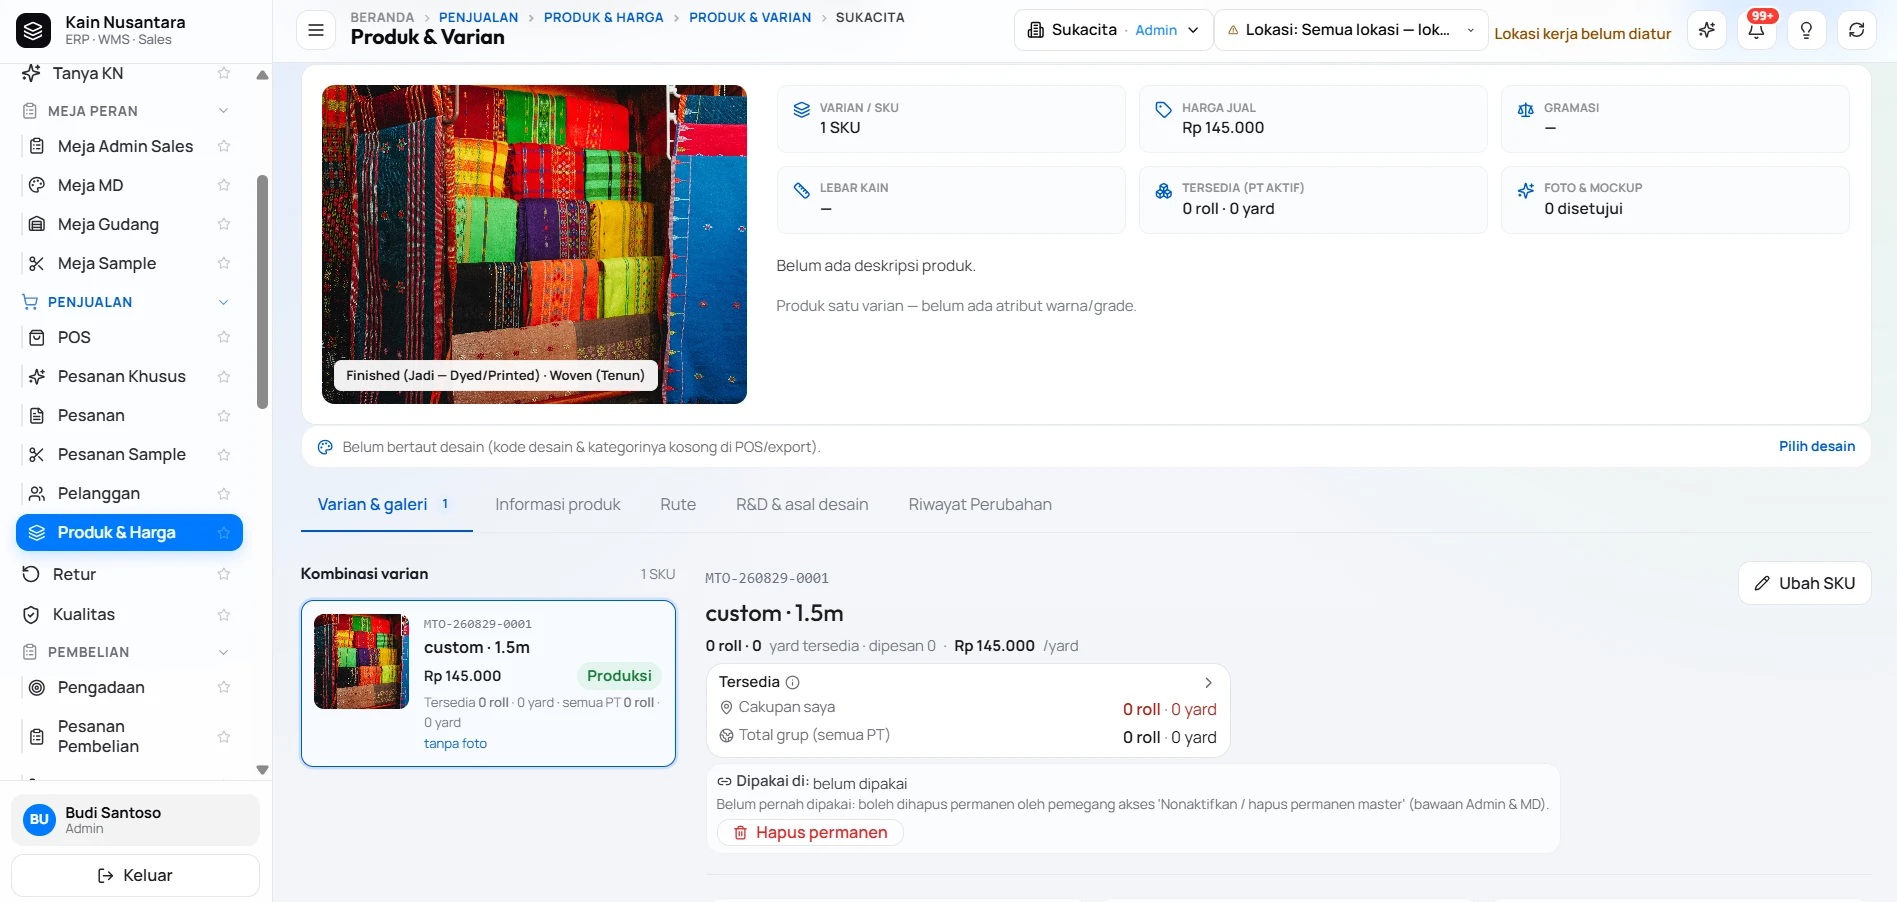 Kain Nusantara
ERP · WMS · Sales
Tanya KN
MEJA PERAN
Meja Admin Sales
Meja MD
Meja Gudang
Meja Sample
PENJUALAN
POS
Pesanan Khusus
Pesanan
Pesanan Sample
Pelanggan
Produk & Harga
Retur
Kualitas
PEMBELIAN
Pengadaan
Pesanan
Pembelian
BU
Budi Santoso
Admin
Keluar
BERANDA > PENJUALAN > PRODUK & HARGA > PRODUK & VARIAN > SUKACITA
Produk & Varian
Sukacita · Admin
Lokasi: Semua lokasi — lok...
Lokasi kerja belum diatur
99+
Finished (Jadi — Dyed/Printed) · Woven (Tenun)
VARIAN / SKU
1 SKU
HARGA JUAL
Rp 145.000
GRAMASI
—
LEBAR KAIN
—
TERSEDIA (PT AKTIF)
0 roll · 0 yard
FOTO & MOCKUP
0 disetujui
Belum ada deskripsi produk.
Produk satu varian — belum ada atribut warna/grade.
Belum bertaut desain (kode desain & kategorinya kosong di POS/export).
Pilih desain
Varian & galeri 1
Informasi produk
Rute
R&D & asal desain
Riwayat Perubahan
Kombinasi varian
1 SKU
MTO-260829-0001
custom · 1.5m
Rp 145.000
Produksi
Tersedia 0 roll · 0 yard · semua PT 0 roll ·
0 yard
tanpa foto
MTO-260829-0001
Ubah SKU
custom · 1.5m
0 roll · 0 yard tersedia · dipesan 0 · Rp 145.000 /yard
Tersedia
Cakupan saya
0 roll · 0 yard
Total grup (semua PT)
0 roll · 0 yard
Dipakai di: belum dipakai
Belum pernah dipakai: boleh dihapus permanen oleh pemegang akses 'Nonaktifkan / hapus permanen master' (bawaan Admin & MD).
Hapus permanen